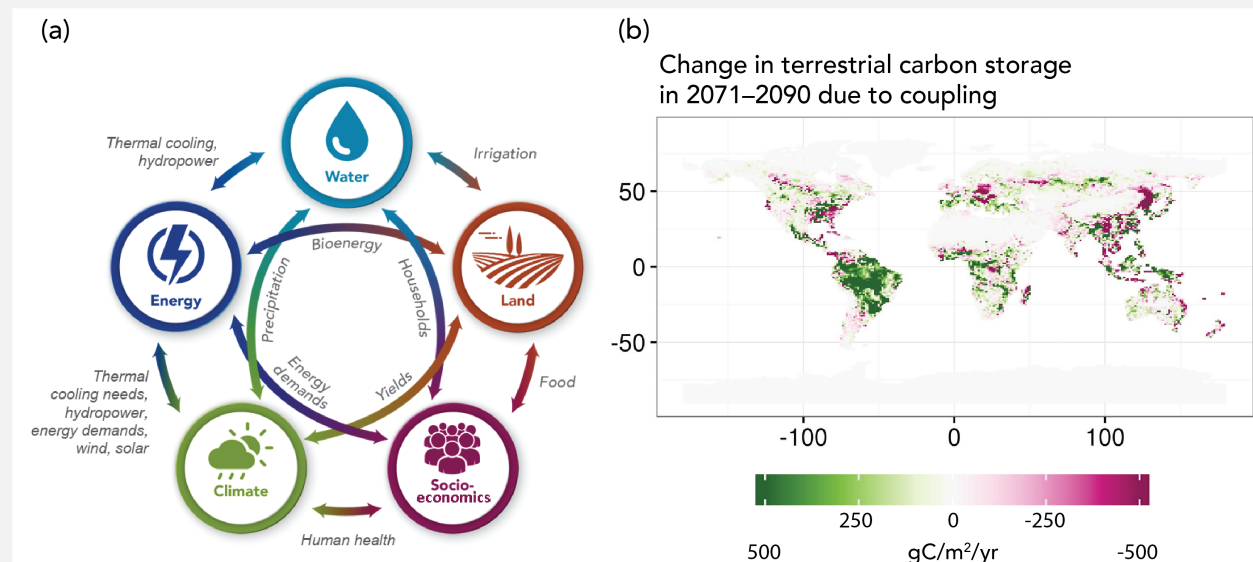 (a)
Thermal cooling,
hydropower
Water
Irrigation
Energy
Bioenergy
Land
Precipitation
Households
Thermal
cooling needs,
hydropower,
energy demands,
wind, solar
Energy
demands
Yields
Food
Climate
Socio-
economics
Human health
(b)
Change in terrestrial carbon storage
in 2071–2090 due to coupling
50
0
-50
-100
0
100
250
0
-250
500
gC/m²/yr
-500